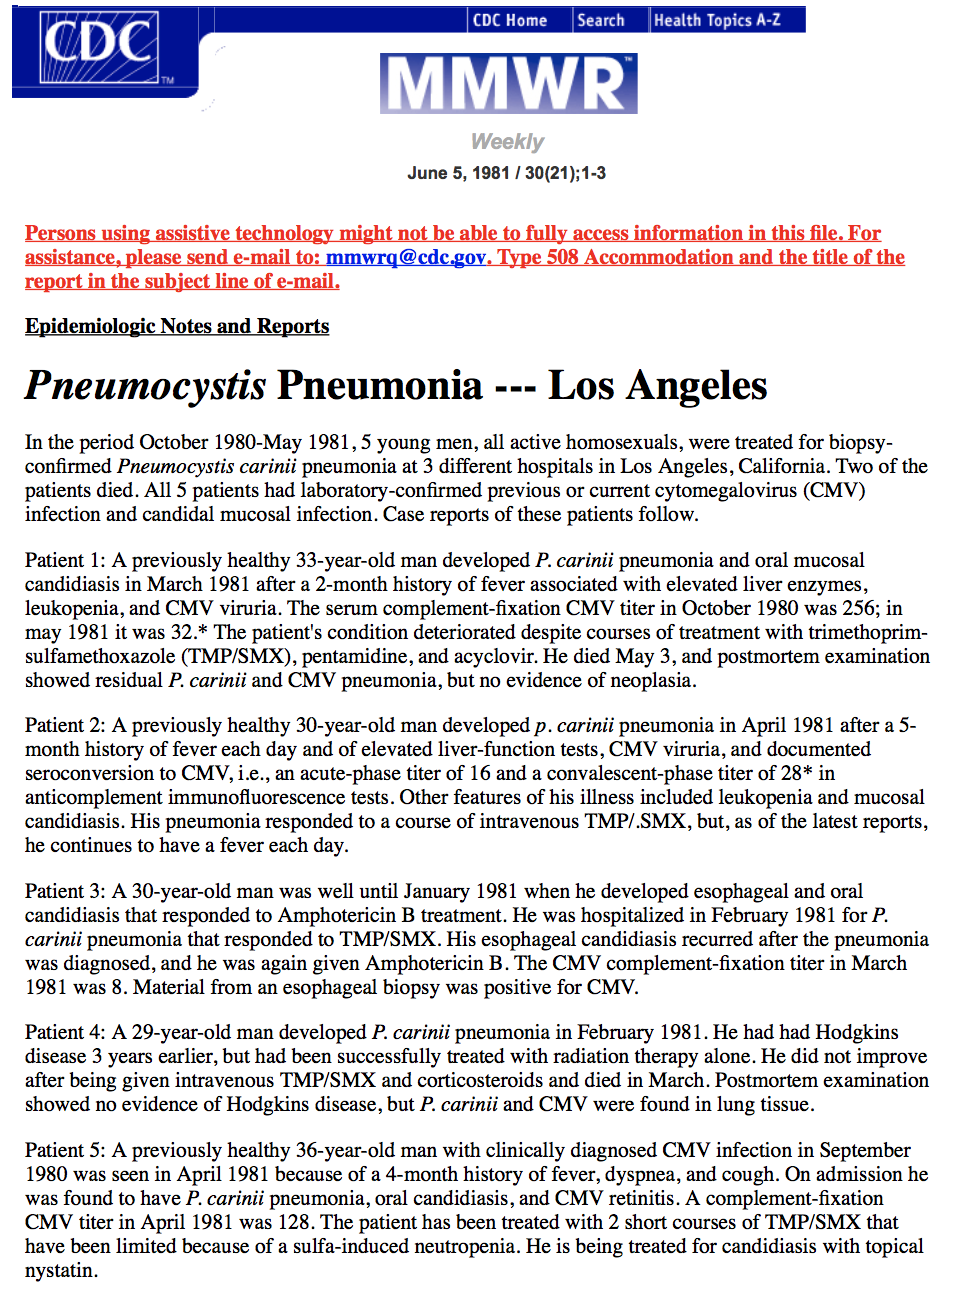 CDC Home Search Health Topics A-Z
CDC TM
MMWR TM
Weekly
June 5, 1981 / 30(21);1-3
Persons using assistive technology might not be able to fully access information in this file. For
assistance, please send e-mail to: mmwrq@cdc.gov. Type 508 Accommodation and the title of the
report in the subject line of e-mail.
Epidemiologic Notes and Reports
Pneumocystis Pneumonia --- Los Angeles
In the period October 1980-May 1981, 5 young men, all active homosexuals, were treated for biopsy-
confirmed Pneumocystis carinii pneumonia at 3 different hospitals in Los Angeles, California. Two of the
patients died. All 5 patients had laboratory-confirmed previous or current cytomegalovirus (CMV)
infection and candidal mucosal infection. Case reports of these patients follow.
Patient 1: A previously healthy 33-year-old man developed P. carinii pneumonia and oral mucosal
candidiasis in March 1981 after a 2-month history of fever associated with elevated liver enzymes,
leukopenia, and CMV viruria. The serum complement-fixation CMV titer in October 1980 was 256; in
may 1981 it was 32.* The patient's condition deteriorated despite courses of treatment with trimethoprim-
sulfamethoxazole (TMP/SMX), pentamidine, and acyclovir. He died May 3, and postmortem examination
showed residual P. carinii and CMV pneumonia, but no evidence of neoplasia.
Patient 2: A previously healthy 30-year-old man developed p. carinii pneumonia in April 1981 after a 5-
month history of fever each day and of elevated liver-function tests, CMV viruria, and documented
seroconversion to CMV, i.e., an acute-phase titer of 16 and a convalescent-phase titer of 28* in
anticomplement immunofluorescence tests. Other features of his illness included leukopenia and mucosal
candidiasis. His pneumonia responded to a course of intravenous TMP/.SMX, but, as of the latest reports,
he continues to have a fever each day.
Patient 3: A 30-year-old man was well until January 1981 when he developed esophageal and oral
candidiasis that responded to Amphotericin B treatment. He was hospitalized in February 1981 for P.
carinii pneumonia that responded to TMP/SMX. His esophageal candidiasis recurred after the pneumonia
was diagnosed, and he was again given Amphotericin B. The CMV complement-fixation titer in March
1981 was 8. Material from an esophageal biopsy was positive for CMV.
Patient 4: A 29-year-old man developed P. carinii pneumonia in February 1981. He had had Hodgkins
disease 3 years earlier, but had been successfully treated with radiation therapy alone. He did not improve
after being given intravenous TMP/SMX and corticosteroids and died in March. Postmortem examination
showed no evidence of Hodgkins disease, but P. carinii and CMV were found in lung tissue.
Patient 5: A previously healthy 36-year-old man with clinically diagnosed CMV infection in September
1980 was seen in April 1981 because of a 4-month history of fever, dyspnea, and cough. On admission he
was found to have P. carinii pneumonia, oral candidiasis, and CMV retinitis. A complement-fixation
CMV titer in April 1981 was 128. The patient has been treated with 2 short courses of TMP/SMX that
have been limited because of a sulfa-induced neutropenia. He is being treated for candidiasis with topical
nystatin.